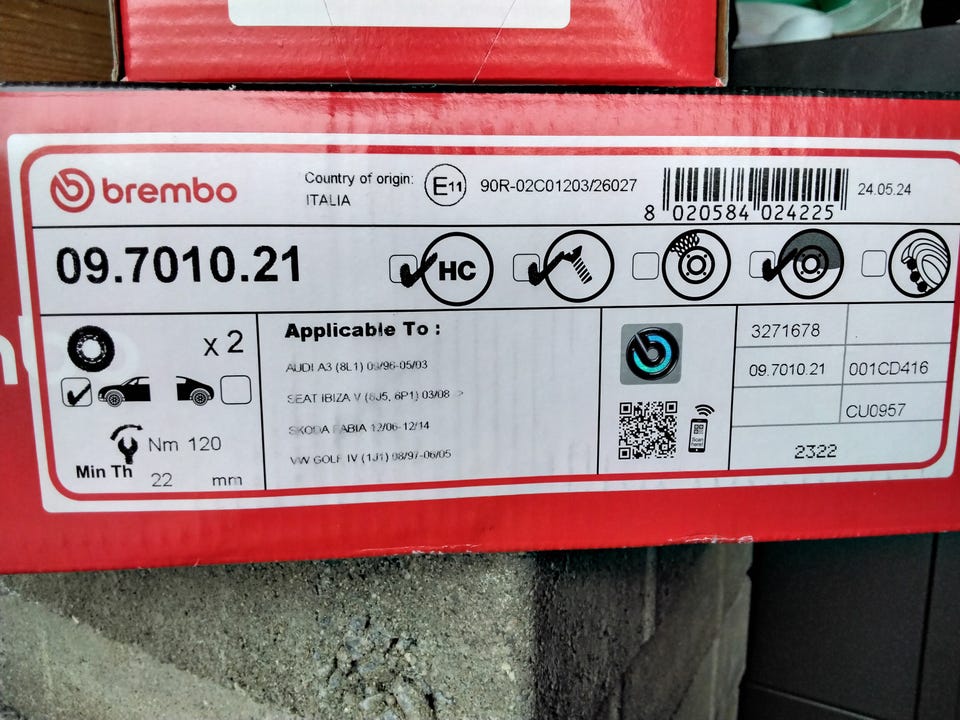 brembo
Country of origin:
ITALIA
E11
90R-02C01203/26027
8 020584 024225
24.05.24
09.7010.21
HC
x 2
Nm 120
Min Th 22 mm
Applicable To :
AUDI A3 (8L1) 09/96-05/03
SEAT IBIZA V (6J5, 6P1) 03/08 ->
SKODA FABIA 12/06-12/14
VW GOLF IV (1J1) 08/97-06/05
Scan here!
3271678
09.7010.21 001CD416
CU0957
2322